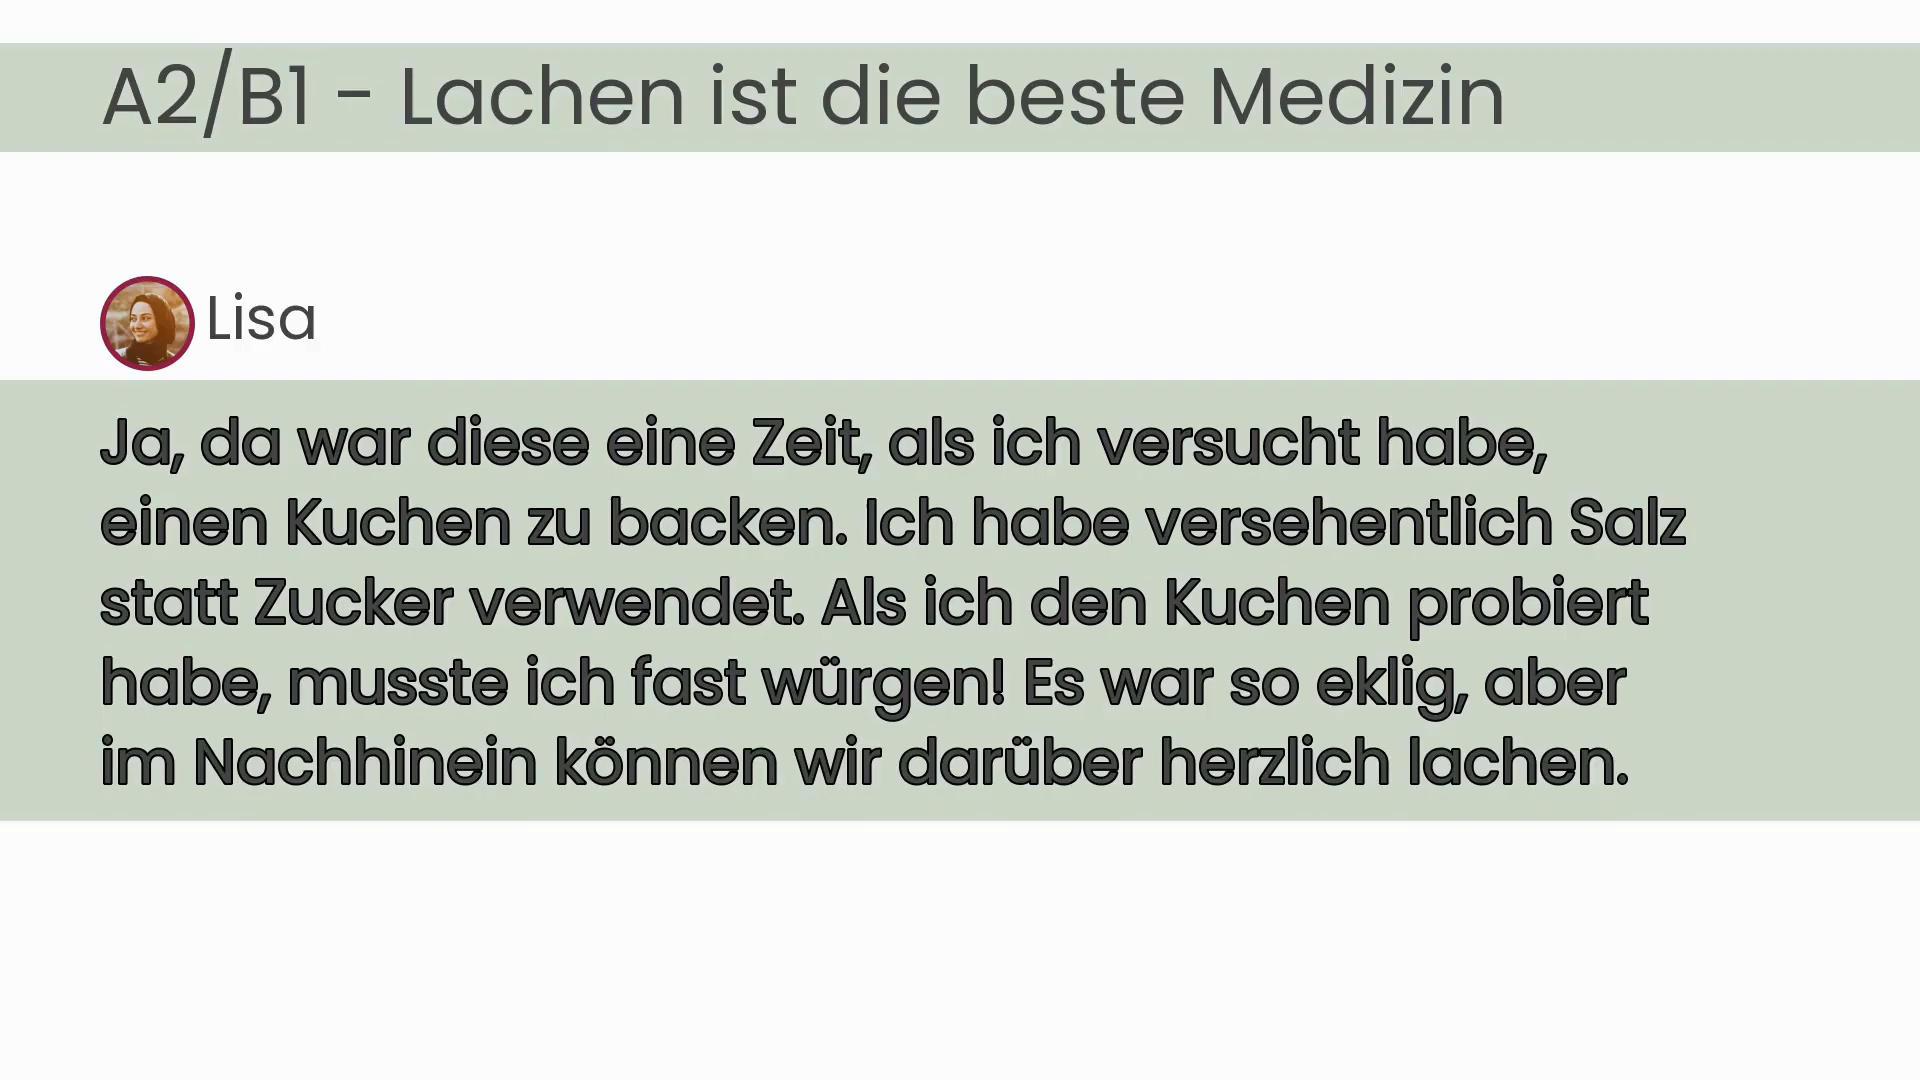 A2/B1 - Lachen ist die beste Medizin
Lisa
Ja, da war diese eine Zeit, als ich versucht habe,
einen Kuchen zu backen. Ich habe versehentlich Salz
statt Zucker verwendet. Als ich den Kuchen probiert
habe, musste ich fast würgen! Es war so eklig, aber
im Nachhinein können wir darüber herzlich lachen.